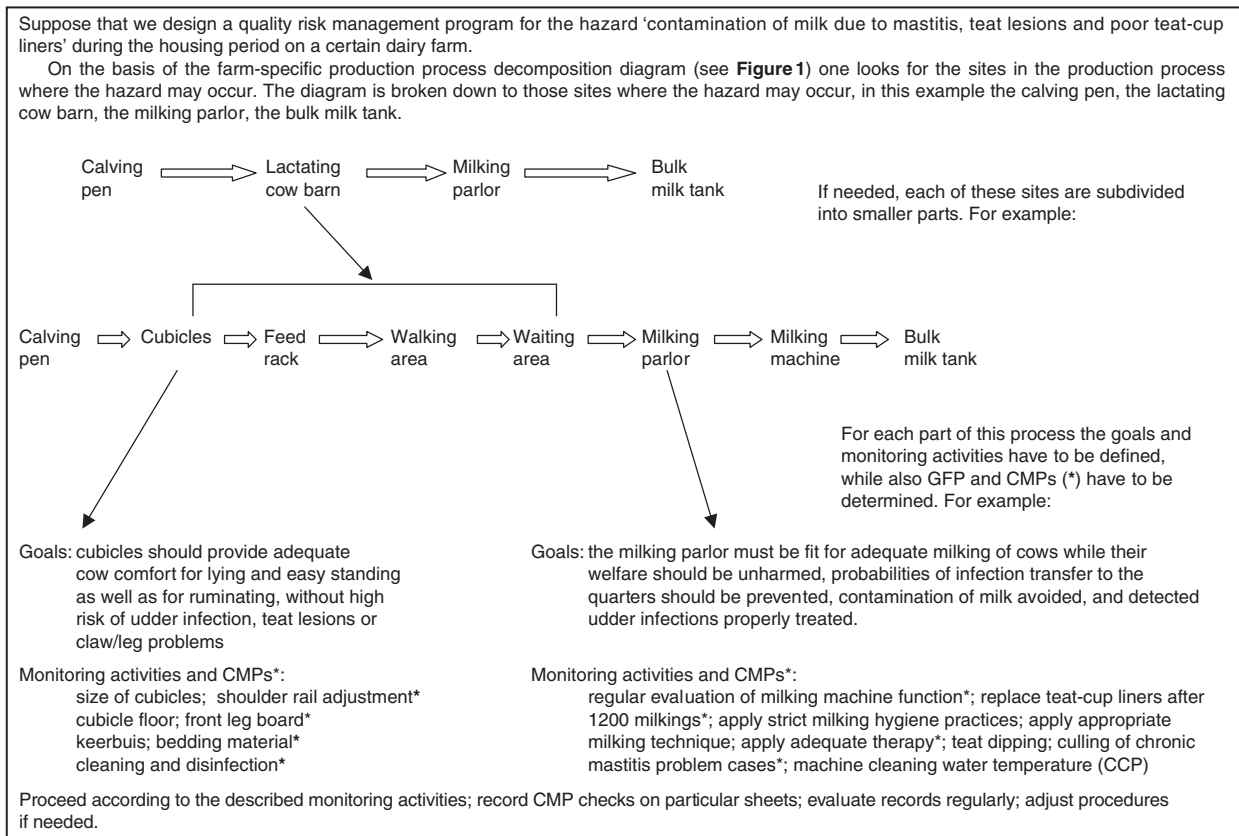 Suppose that we design a quality risk management program for the hazard ‘contamination of milk due to mastitis, teat lesions and poor teat-cup
liners’ during the housing period on a certain dairy farm.
On the basis of the farm-specific production process decomposition diagram (see Figure 1) one looks for the sites in the production process
where the hazard may occur. The diagram is broken down to those sites where the hazard may occur, in this example the calving pen, the lactating
cow barn, the milking parlor, the bulk milk tank.
Calving
pen
Lactating
cow barn
Milking
parlor
Bulk
milk tank
If needed, each of these sites are subdivided
into smaller parts. For example:
Calving
pen
Cubicles
Feed
rack
Walking
area
Waiting
area
Milking
parlor
Milking
machine
Bulk
milk tank
For each part of this process the goals and
monitoring activities have to be defined,
while also GFP and CMPs (*) have to be
determined. For example:
Goals: cubicles should provide adequate
cow comfort for lying and easy standing
as well as for ruminating, without high
risk of udder infection, teat lesions or
claw/leg problems
Monitoring activities and CMPs*:
size of cubicles; shoulder rail adjustment*
cubicle floor; front leg board*
keerbuis; bedding material*
cleaning and disinfection*
Goals: the milking parlor must be fit for adequate milking of cows while their
welfare should be unharmed, probabilities of infection transfer to the
quarters should be prevented, contamination of milk avoided, and detected
udder infections properly treated.
Monitoring activities and CMPs*:
regular evaluation of milking machine function*; replace teat-cup liners after
1200 milkings*; apply strict milking hygiene practices; apply appropriate
milking technique; apply adequate therapy*; teat dipping; culling of chronic
mastitis problem cases*; machine cleaning water temperature (CCP)
Proceed according to the described monitoring activities; record CMP checks on particular sheets; evaluate records regularly; adjust procedures
if needed.